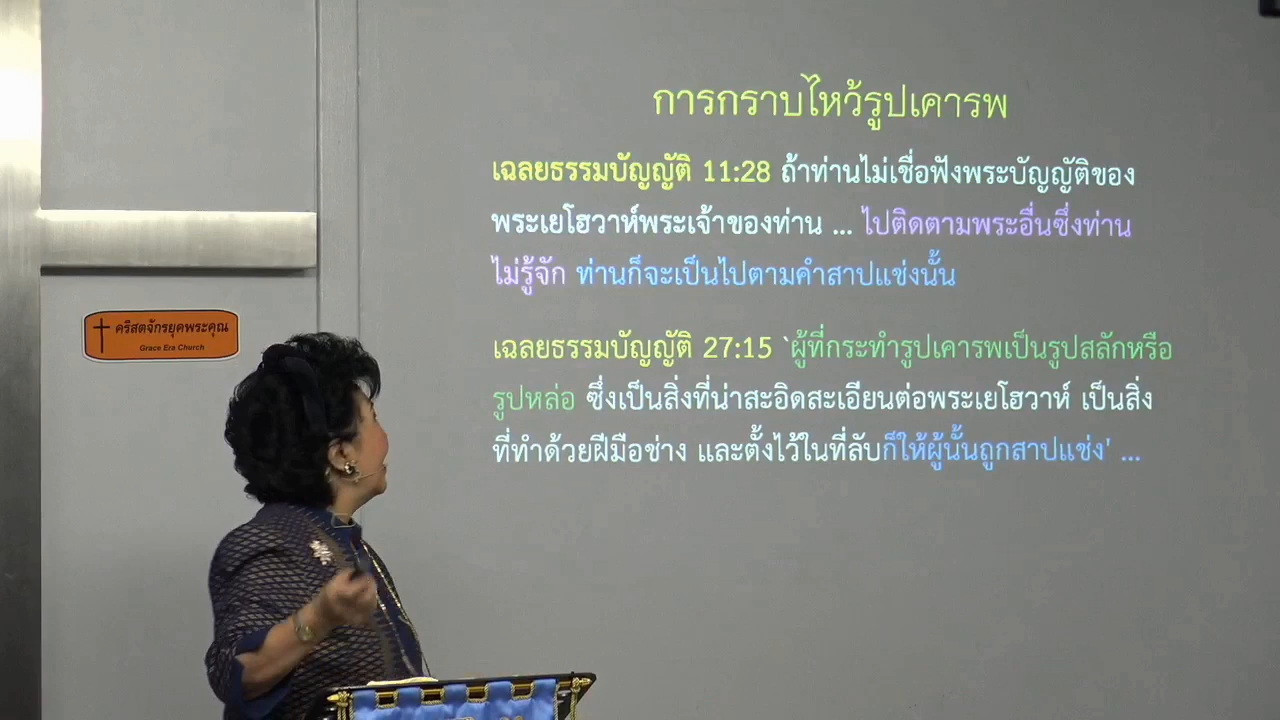 การกราบไหว้รูปเคารพ
เฉลยธรรมบัญญัติ 11:28 ถ้าท่านไม่เชื่อฟังพระบัญญัติของ
พระเยโฮวาห์พระเจ้าของท่าน ... ไปติดตามพระอื่นซึ่งท่าน
ไม่รู้จัก ท่านก็จะเป็นไปตามคำสาปแช่งนั้น
เฉลยธรรมบัญญัติ 27:15 `ผู้ที่กระทำรูปเคารพเป็นรูปสลักหรือ
รูปหล่อ ซึ่งเป็นสิ่งที่น่าสะอิดสะเอียนต่อพระเยโฮวาห์ เป็นสิ่ง
ที่ทำด้วยฝีมือช่าง และตั้งไว้ในที่ลับก็ให้ผู้นั้นถูกสาปแช่ง' ...
คริสตจักรยุคพระคุณ
Grace Era Church